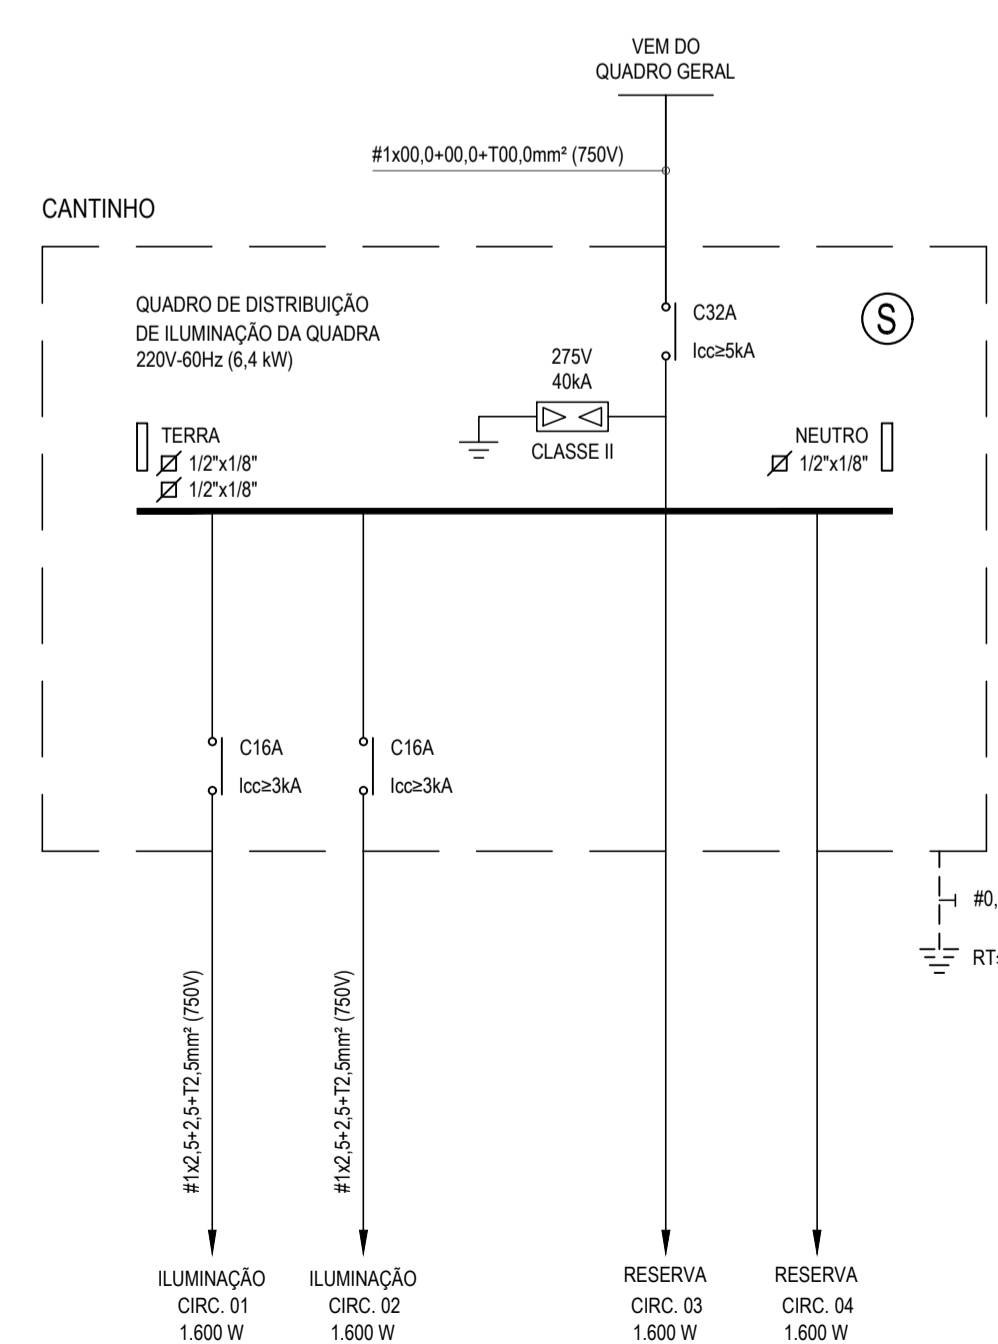 VEM DO
QUADRO GERAL
#1x00,0+00,0+T00,0mm² (750V)
CANTINHO
QUADRO DE DISTRIBUIÇÃO
DE ILUMINAÇÃO DA QUADRA
220V-60Hz (6,4 kW)
C32A
Icc≥5kA
S
275V
40kA
CLASSE II
TERRA
1/2"x1/8"
1/2"x1/8"
NEUTRO
1/2"x1/8"
C16A
Icc≥3kA
C16A
Icc≥3kA
#0,
RT
#1x2,5+2,5+T2,5mm² (750V)
#1x2,5+2,5+T2,5mm² (750V)
ILUMINAÇÃO
CIRC. 01
1.600 W
ILUMINAÇÃO
CIRC. 02
1.600 W
RESERVA
CIRC. 03
1.600 W
RESERVA
CIRC. 04
1.600 W